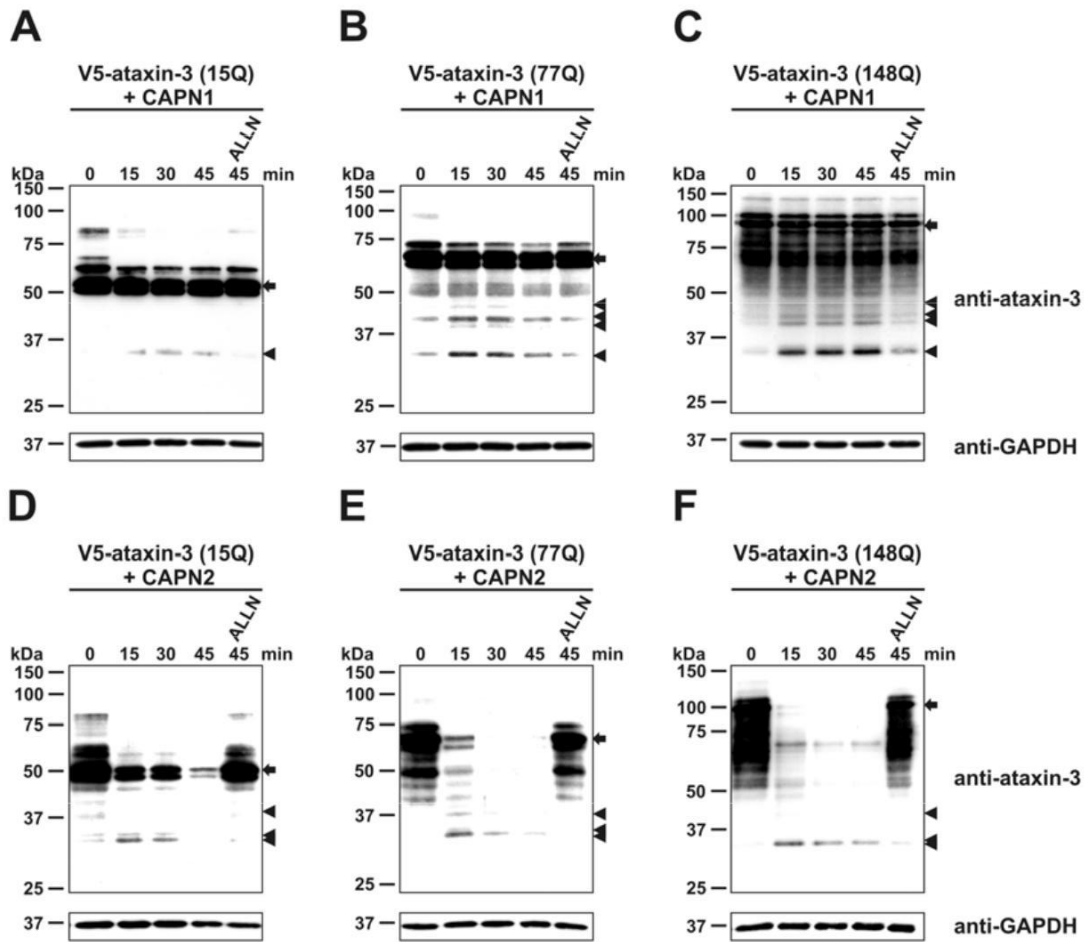 A
V5-ataxin-3 (15Q)
+ CAPN1
ALLN
kDa 0 15 30 45 45 min
150
100
75
50
37
25
37
B
V5-ataxin-3 (77Q)
+ CAPN1
ALLN
kDa 0 15 30 45 45 min
150
100
75
50
37
25
37
C
V5-ataxin-3 (148Q)
+ CAPN1
ALLN
kDa 0 15 30 45 45 min
150
100
75
50
37
25
37
anti-ataxin-3
anti-GAPDH
D
V5-ataxin-3 (15Q)
+ CAPN2
ALLN
kDa 0 15 30 45 45 min
150
100
75
50
37
25
37
E
V5-ataxin-3 (77Q)
+ CAPN2
ALLN
kDa 0 15 30 45 45 min
150
100
75
50
37
25
37
F
V5-ataxin-3 (148Q)
+ CAPN2
ALLN
kDa 0 15 30 45 45 min
150
100
75
50
37
25
37
anti-ataxin-3
anti-GAPDH